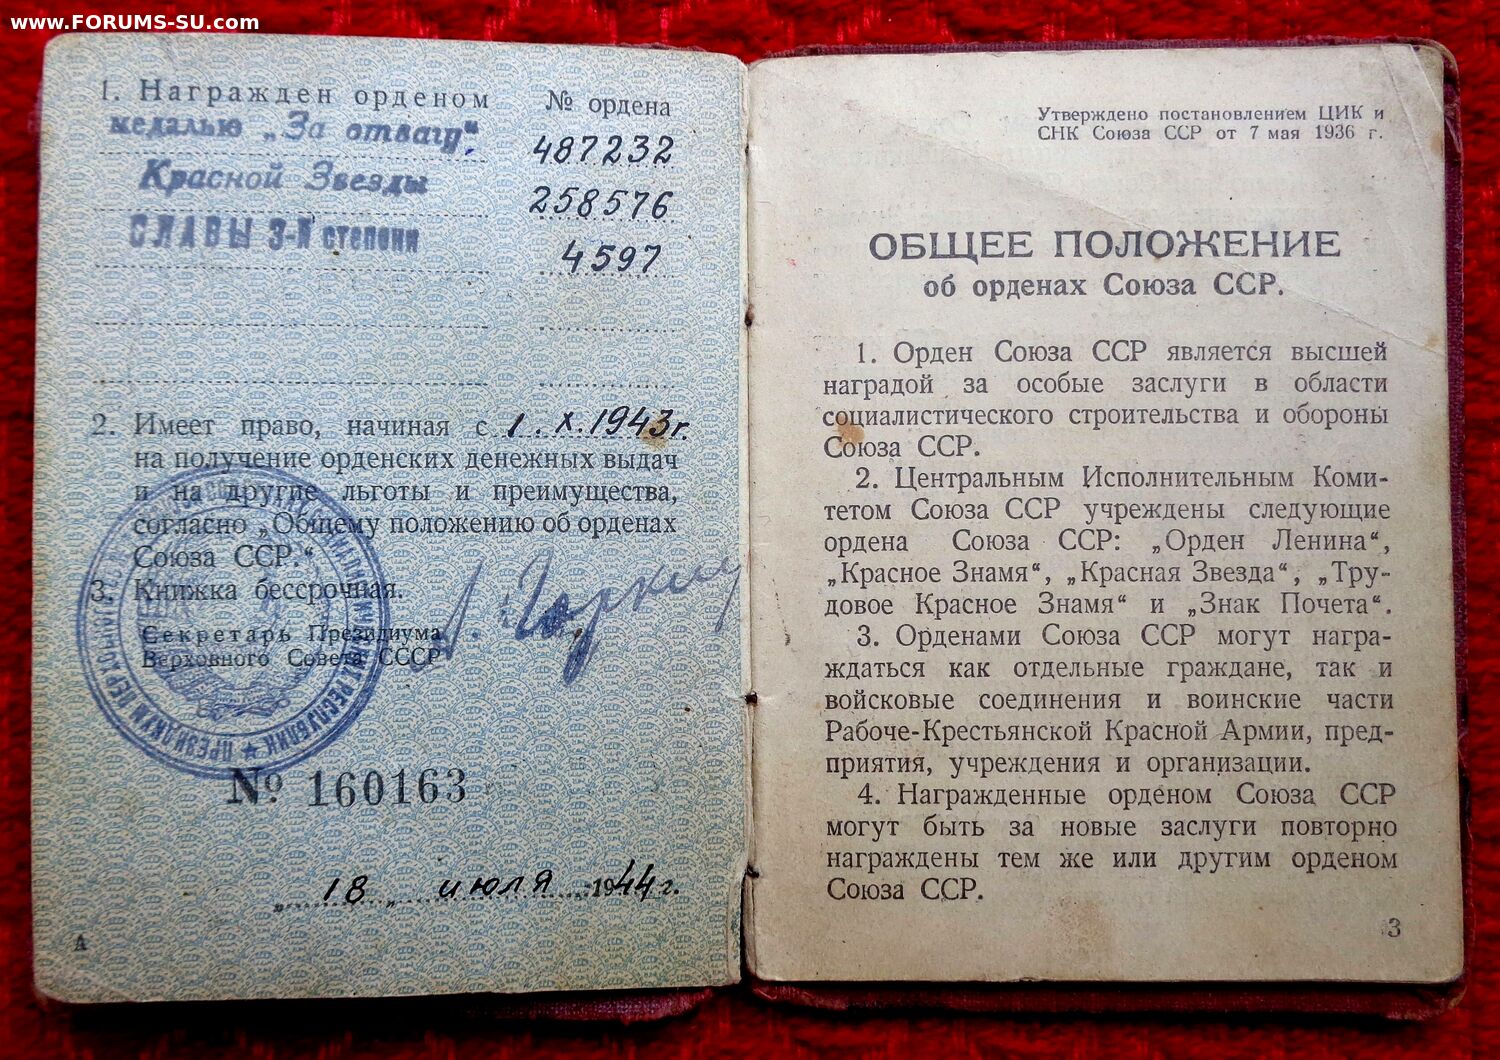 www.FORUMS-SU.com
1. Награжден орденом № ордена
медалью „За отвагу“ 487232
Красной Звезды 258576
СЛАВЫ 3-й степени 4597
2. Имеет право, начиная с 1. X. 1943 г.
на получение орденских денежных выдач
и на другие льготы и преимущества,
согласно „Общему положению об орденах
Союза ССР.“
3. Книжка бессрочная.
Секретарь Президиума
Верховного Совета СССР
А. Горкин
№ 160163
„ 18 „ июля 1944 г.
А
Утверждено постановлением ЦИК и
СНК Союза ССР от 7 мая 1936 г.
ОБЩЕЕ ПОЛОЖЕНИЕ
об орденах Союза ССР.
1. Орден Союза ССР является высшей
наградой за особые заслуги в области
социалистического строительства и обороны
Союза ССР.
2. Центральным Исполнительным Коми-
тетом Союза ССР учреждены следующие
ордена Союза ССР: „Орден Ленина“,
„Красное Знамя“, „Красная Звезда“, „Тру-
довое Красное Знамя“ и „Знак Почета“.
3. Орденами Союза ССР могут награ-
ждаться как отдельные граждане, так и
войсковые соединения и воинские части
Рабоче-Крестьянской Красной Армии, пред-
приятия, учреждения и организации.
4. Награжденные орденом Союза ССР
могут быть за новые заслуги повторно
награждены тем же или другим орденом
Союза ССР.
3